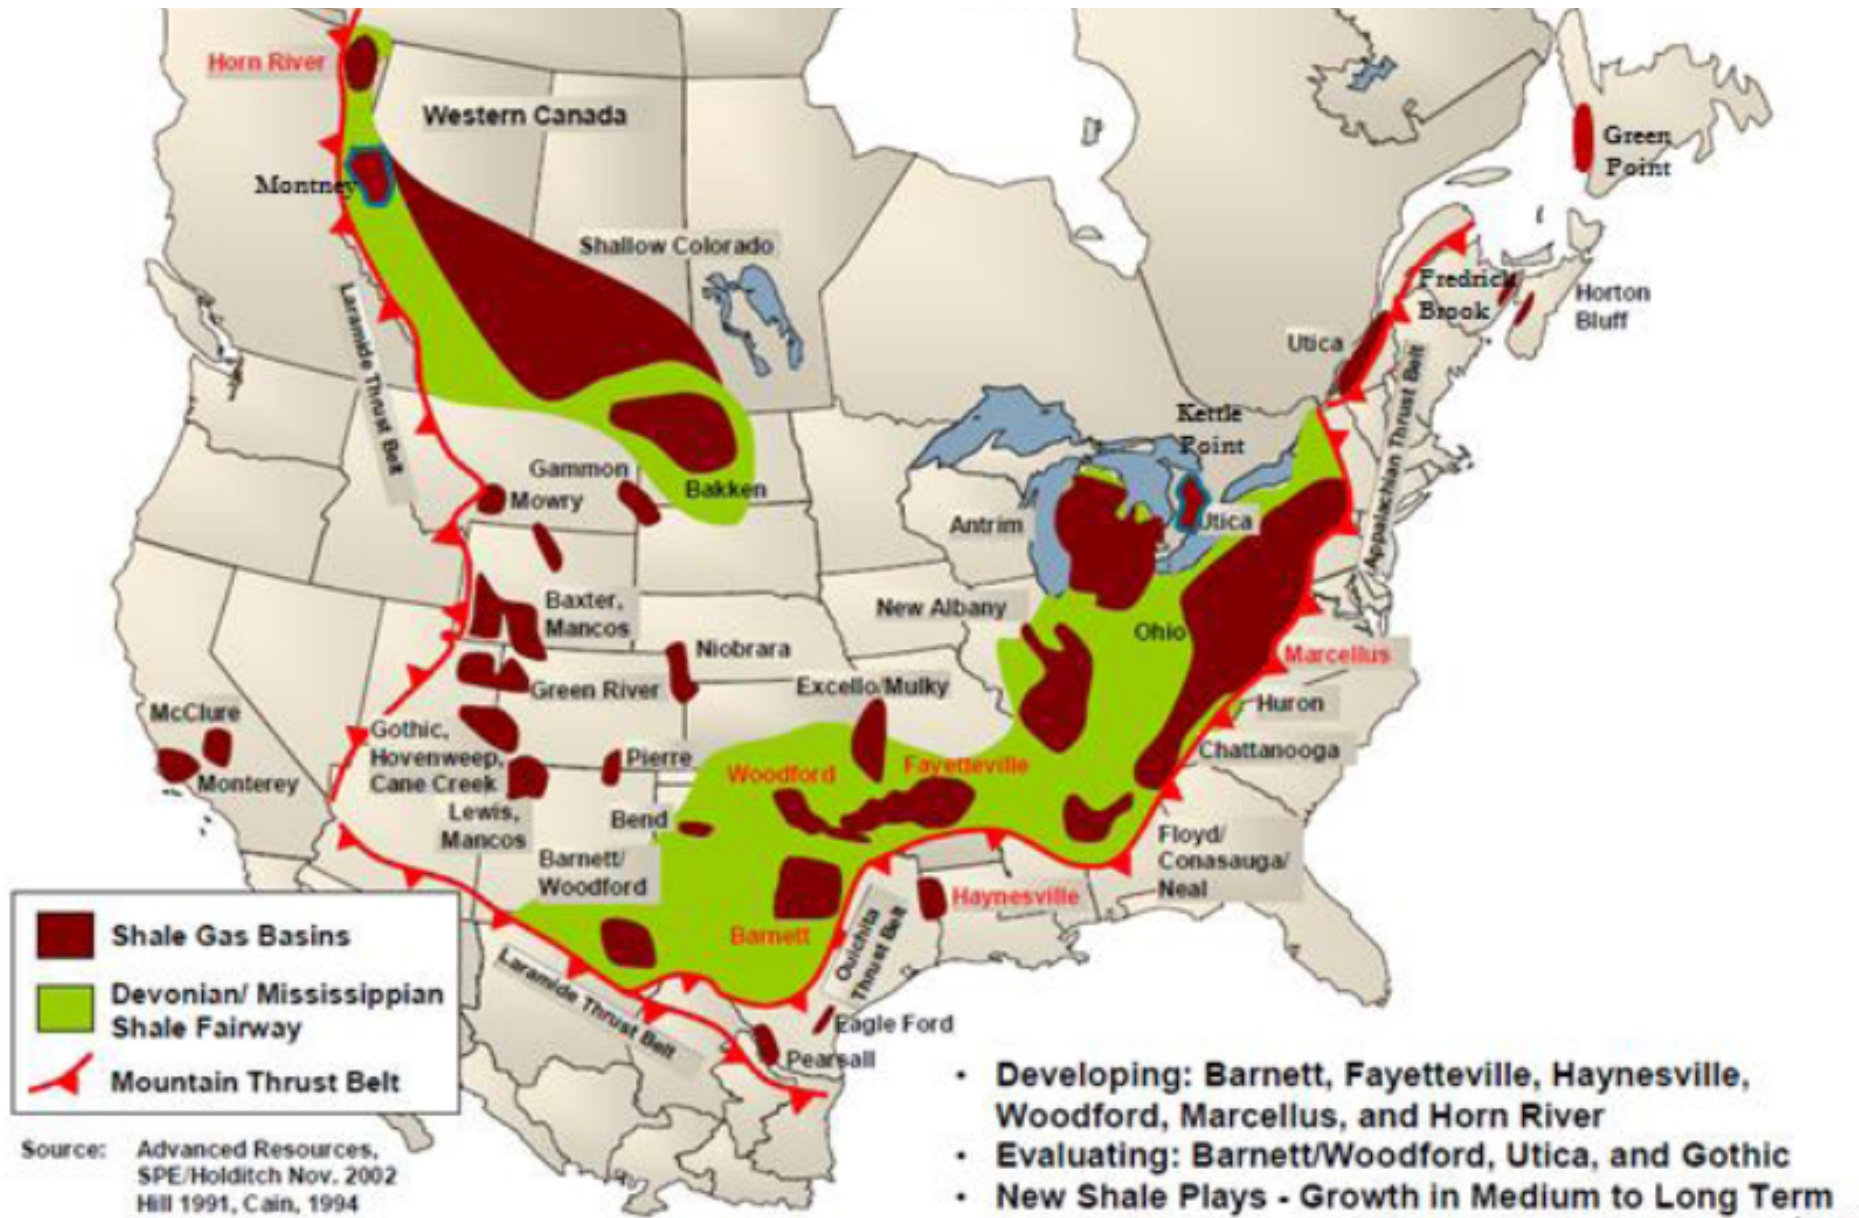 Horn River
Western Canada
Green
Point
Montney
Shallow Colorado
Fredrick
Brook
Horton
Bluff
Laramide Thrust Belt
Utica
Appalachian Thrust Belt
Kettle
Point
Gammon
Mowry
Bakken
Antrim
Utica
Baxter,
Mancos
New Albany
Ohio
Niobrara
Marcellus
Green River
Excello/Mulky
Huron
McClure
Gothic,
Hovenweep,
Cane Creek
Chattanooga
Pierre
Woodford
Fayetteville
Monterey
Lewis,
Mancos
Bend
Floyd/
Conasauga/
Neal
Barnett/
Woodford
Haynesville
Barnett
Ouichita
Thrust Belt
Laramide Thrust Belt
Eagle Ford
Pearsall
Shale Gas Basins
Devonian/ Mississippian
Shale Fairway
Mountain Thrust Belt
Source: Advanced Resources,
SPE/Holditch Nov. 2002
Hill 1991, Cain, 1994
• Developing: Barnett, Fayetteville, Haynesville,
Woodford, Marcellus, and Horn River
• Evaluating: Barnett/Woodford, Utica, and Gothic
• New Shale Plays - Growth in Medium to Long Term